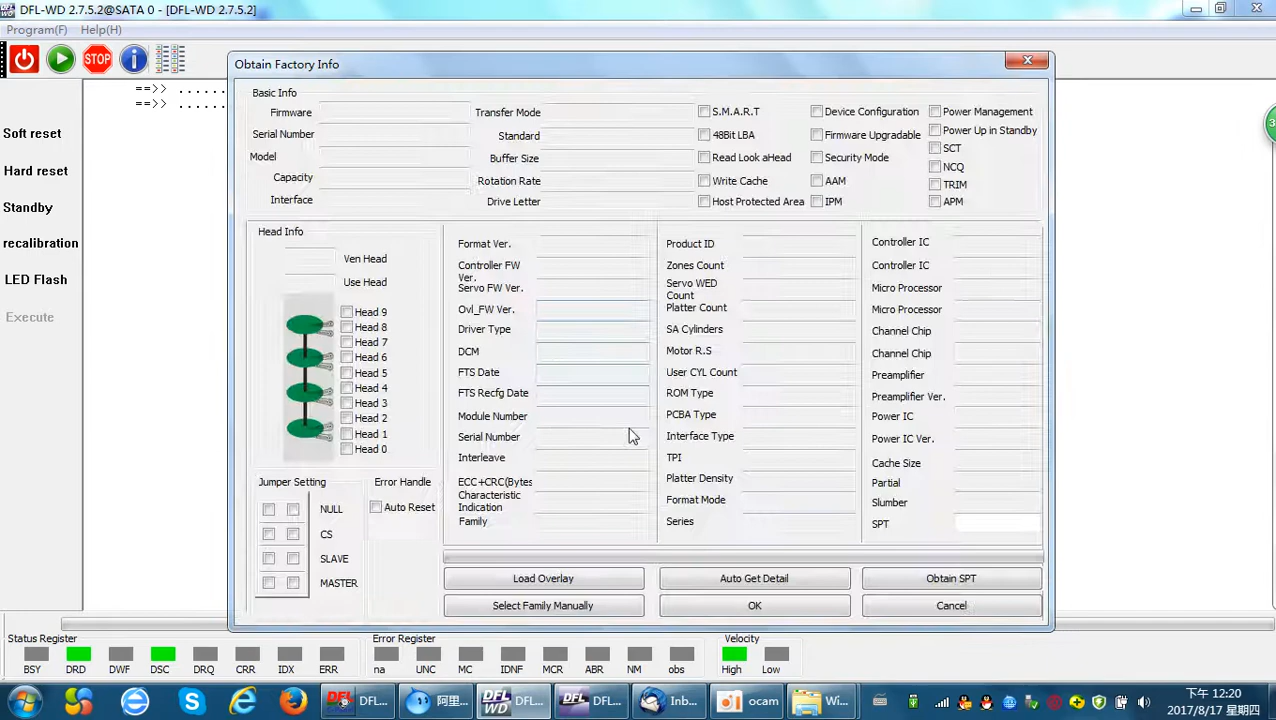 DFL-WD 2.7.5.2@SATA 0 - [DFL-WD 2.7.5.2]
Program(F) Help(H)
STOP
==>> .......
==>> .......
Soft reset
Hard reset
Standby
recalibration
LED Flash
Execute
Obtain Factory Info
Basic Info
Firmware
Serial Number
Model
Capacity
Interface
Transfer Mode
Standard
Buffer Size
Rotation Rate
Drive Letter
S.M.A.R.T
48Bit LBA
Read Look aHead
Write Cache
Host Protected Area
Device Configuration
Firmware Upgradable
Security Mode
AAM
IPM
Power Management
Power Up in Standby
SCT
NCQ
TRIM
APM
Head Info
Ven Head
Use Head
Head 9
Head 8
Head 7
Head 6
Head 5
Head 4
Head 3
Head 2
Head 1
Head 0
Jumper Setting
NULL
CS
SLAVE
MASTER
Error Handle
Auto Reset
Format Ver.
Controller FW
Ver.
Servo FW Ver.
Ovl_FW Ver.
Driver Type
DCM
FTS Date
FTS Recfg Date
Module Number
Serial Number
Interleave
ECC+CRC(Bytes
Characteristic
Indication
Family
Product ID
Zones Count
Servo WED
Count
Platter Count
SA Cylinders
Motor R.S
User CYL Count
ROM Type
PCBA Type
Interface Type
TPI
Platter Density
Format Mode
Series
Controller IC
Controller IC
Micro Processor
Micro Processor
Channel Chip
Channel Chip
Preamplifier
Preamplifier Ver.
Power IC
Power IC Ver.
Cache Size
Partial
Slumber
SPT
Load Overlay
Auto Get Detail
Obtain SPT
Select Family Manually
OK
Cancel
Status Register
BSY DRD DWF DSC DRQ CRR IDX ERR
Error Register
na UNC MC IDNF MCR ABR NM obs
Velocity
High Low
DFL... 阿里... DFL... DFL... Inb... ocam Wi...
下午 12:20
2017/8/17 星期四